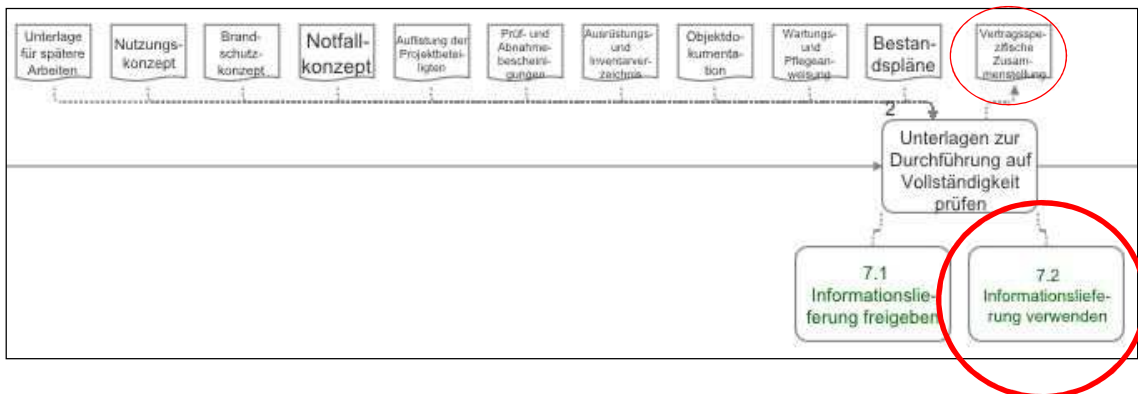 Unterlage
für spätere
Arbeiten
Nutzungs-
konzept
Brand-
schutz-
konzept
Notfall-
konzept
Auflistung der
Projektbetei-
ligten
Prüf- und
Abnahme-
bescheini-
gungen
Ausrüstungs-
und
Inventarver-
zeichnis
Objektdo-
kumenta-
tion
Wartungs-
und
Pflegean-
weisung
Bestan-
dspläne
Vertragsspe-
zifische
Zusam-
menstellung
2
Unterlagen zur
Durchführung auf
Vollständigkeit
prüfen
7.1
Informationslie-
ferung freigeben
7.2
Informationsliefe-
rung verwenden